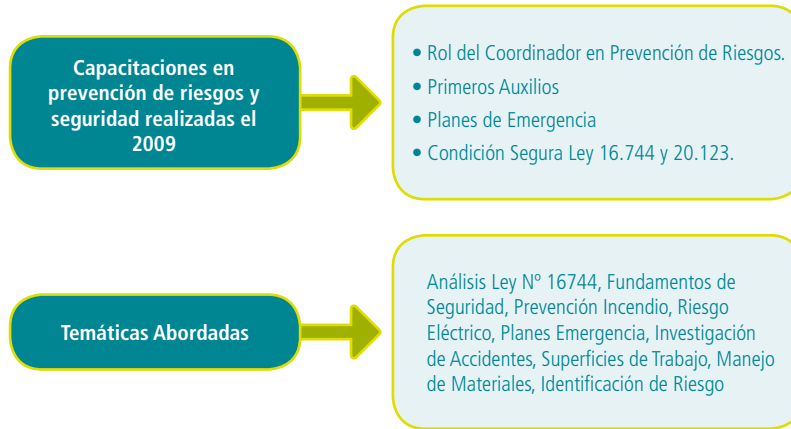 Capacitaciones en
prevención de riesgos y
seguridad realizadas el
2009
• Rol del Coordinador en Prevención de Riesgos.
• Primeros Auxilios
• Planes de Emergencia
• Condición Segura Ley 16.744 y 20.123.
Temáticas Abordadas
Análisis Ley Nº 16744, Fundamentos de
Seguridad, Prevención Incendio, Riesgo
Eléctrico, Planes Emergencia, Investigación
de Accidentes, Superficies de Trabajo, Manejo
de Materiales, Identificación de Riesgo